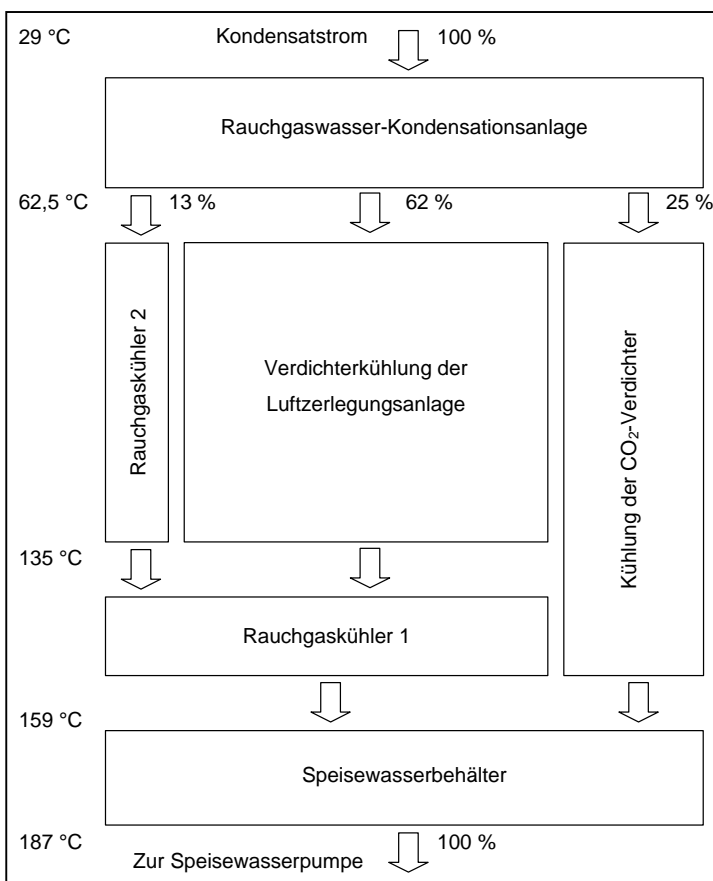 29 °C Kondensatstrom 100 %
Rauchgaswasser-Kondensationsanlage
62,5 °C 13 % 62 % 25 %
Rauchgaskühler 2
Verdichterkühlung der
Luftzerlegungsanlage
Kühlung der CO₂-Verdichter
135 °C
Rauchgaskühler 1
159 °C
Speisewasserbehälter
187 °C 100 %
Zur Speisewasserpumpe